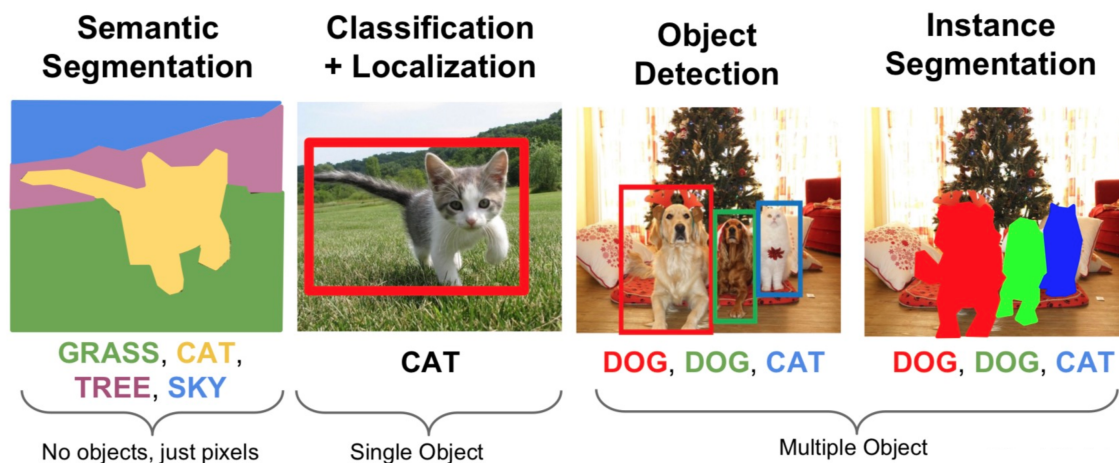 Semantic
Segmentation
Classification
+ Localization
Object
Detection
Instance
Segmentation
GRASS, CAT,
TREE, SKY
CAT
DOG, DOG, CAT
DOG, DOG, CAT
No objects, just pixels
Single Object
Multiple Object